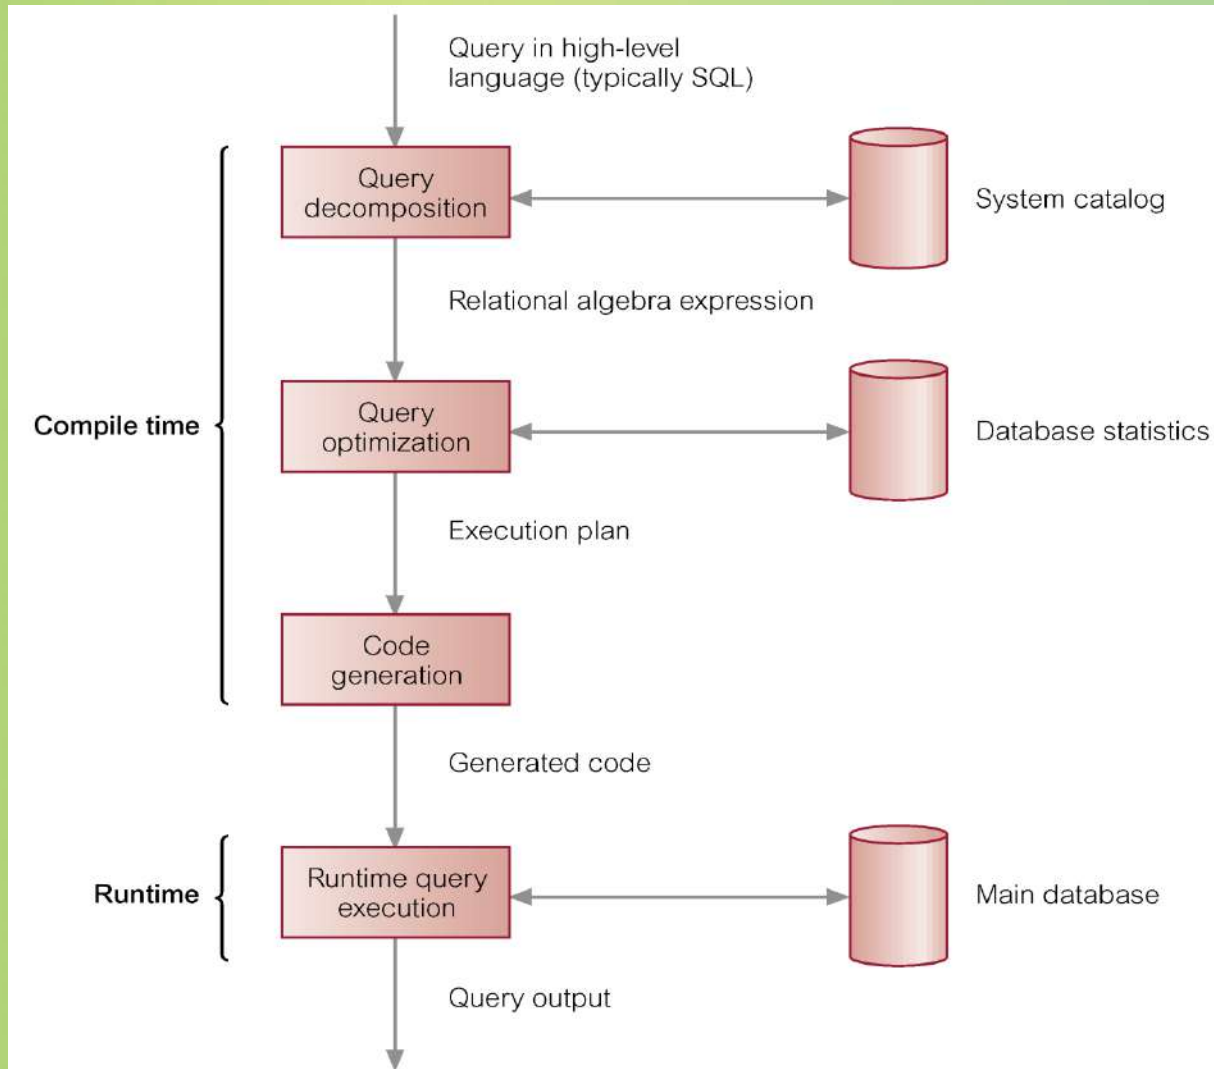 Query in high-level
language (typically SQL)
Query
decomposition
System catalog
Relational algebra expression
Compile time
Query
optimization
Database statistics
Execution plan
Code
generation
Generated code
Runtime
Runtime query
execution
Main database
Query output